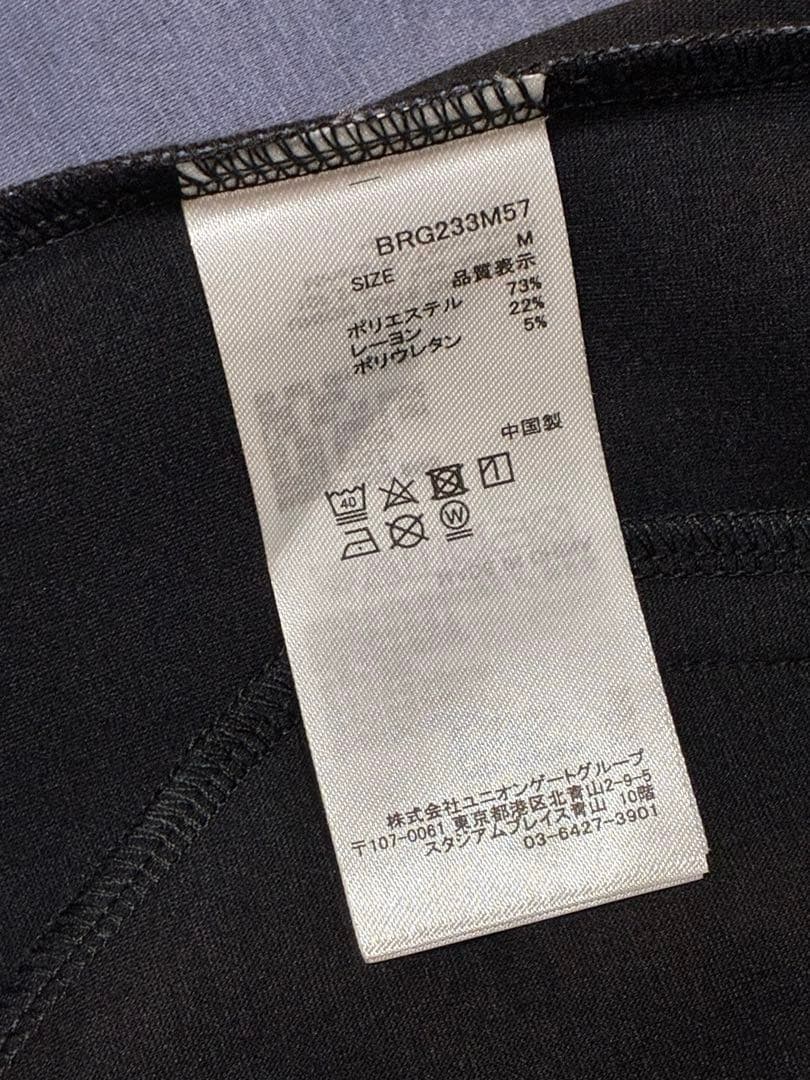 BRG233M57
SIZE M
品質表示
ポリエステル 73%
レーヨン 22%
ポリウレタン 5%
中国製
40
W
株式会社ユニオンゲートグループ
〒107-0061 東京都港区北青山2-9-5
スタジアムプレイス青山 10階
03-6427-3901